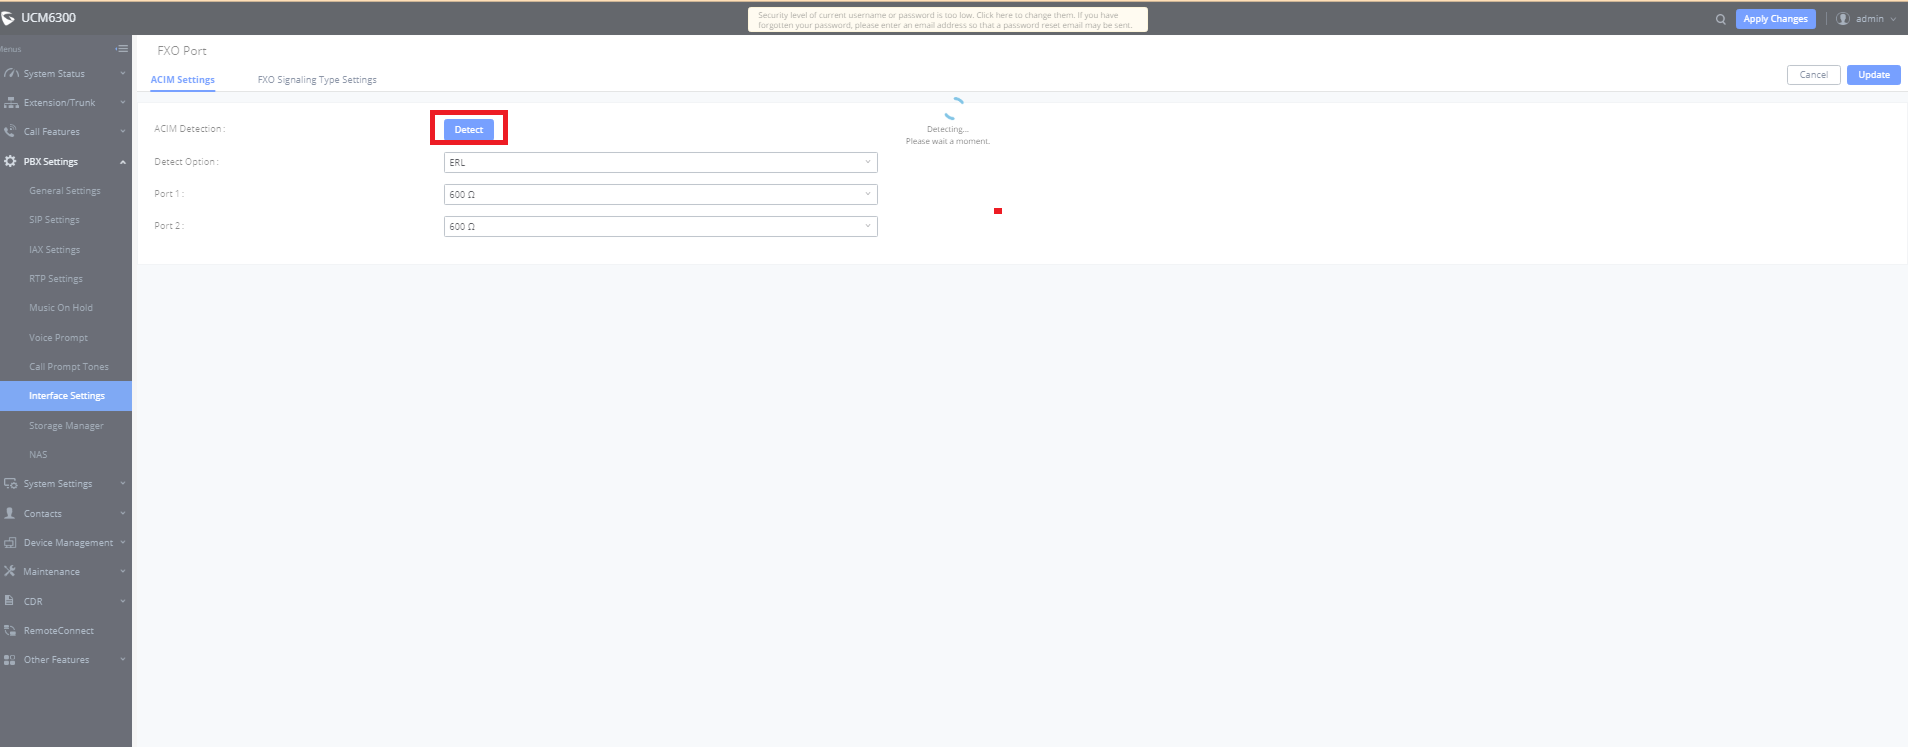 UCM6300
Security level of current username or password is too low. Click here to change them. If you have
forgotten your password, please enter an email address so that a password reset email may be sent.
Apply Changes
admin
Menus
System Status
Extension/Trunk
Call Features
PBX Settings
General Settings
SIP Settings
IAX Settings
RTP Settings
Music On Hold
Voice Prompt
Call Prompt Tones
Interface Settings
Storage Manager
NAS
System Settings
Contacts
Device Management
Maintenance
CDR
RemoteConnect
Other Features
FXO Port
ACIM Settings
FXO Signaling Type Settings
Cancel
Update
ACIM Detection :
Detect
Detecting...
Please wait a moment.
Detect Option :
ERL
Port 1 :
600 Ω
Port 2 :
600 Ω